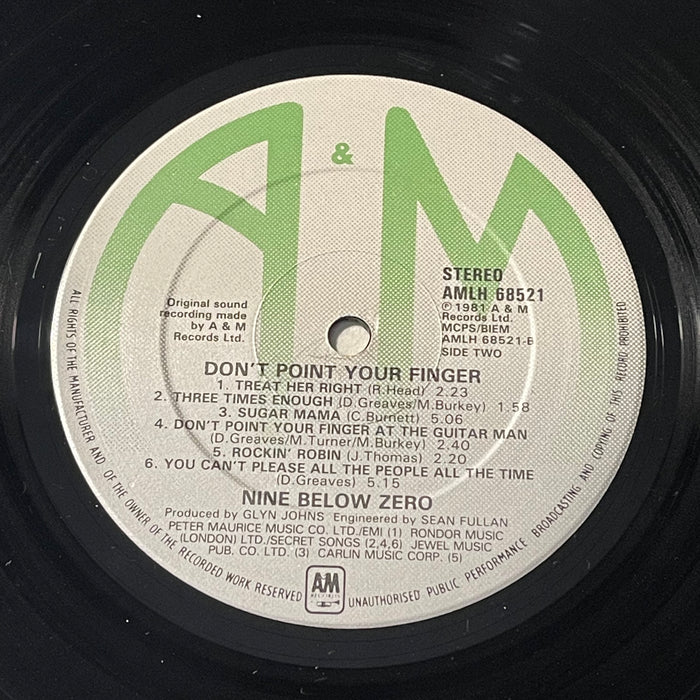 A & M
STEREO
AMLH 68521
℗ 1981 A & M
Records Ltd.
MCPS/BIEM
AMLH 68521-B
SIDE TWO
Original sound
recording made
by A & M
Records Ltd.
DON'T POINT YOUR FINGER
1. TREAT HER RIGHT (R.Head) 2.23
2. THREE TIMES ENOUGH (D.Greaves/M.Burkey) 1.58
3. SUGAR MAMA (C.Burnett) 5.06
4. DON'T POINT YOUR FINGER AT THE GUITAR MAN
(D.Greaves/M.Turner/M.Burkey) 2.40
5. ROCKIN' ROBIN (J.Thomas) 2.20
6. YOU CAN'T PLEASE ALL THE PEOPLE ALL THE TIME
(D.Greaves) 5.15
NINE BELOW ZERO
Produced by GLYN JOHNS Engineered by SEAN FULLAN
PETER MAURICE MUSIC CO. LTD./EMI (1) RONDOR MUSIC
(LONDON) LTD./SECRET SONGS (2,4,6) JEWEL MUSIC
PUB. CO. LTD. (3) CARLIN MUSIC CORP. (5)
ALL RIGHTS OF THE MANUFACTURER AND OF THE OWNER OF THE RECORDED WORK RESERVED
UNAUTHORISED PUBLIC PERFORMANCE BROADCASTING AND COPYING OF THIS RECORD PROHIBITED
AM
RECORDS